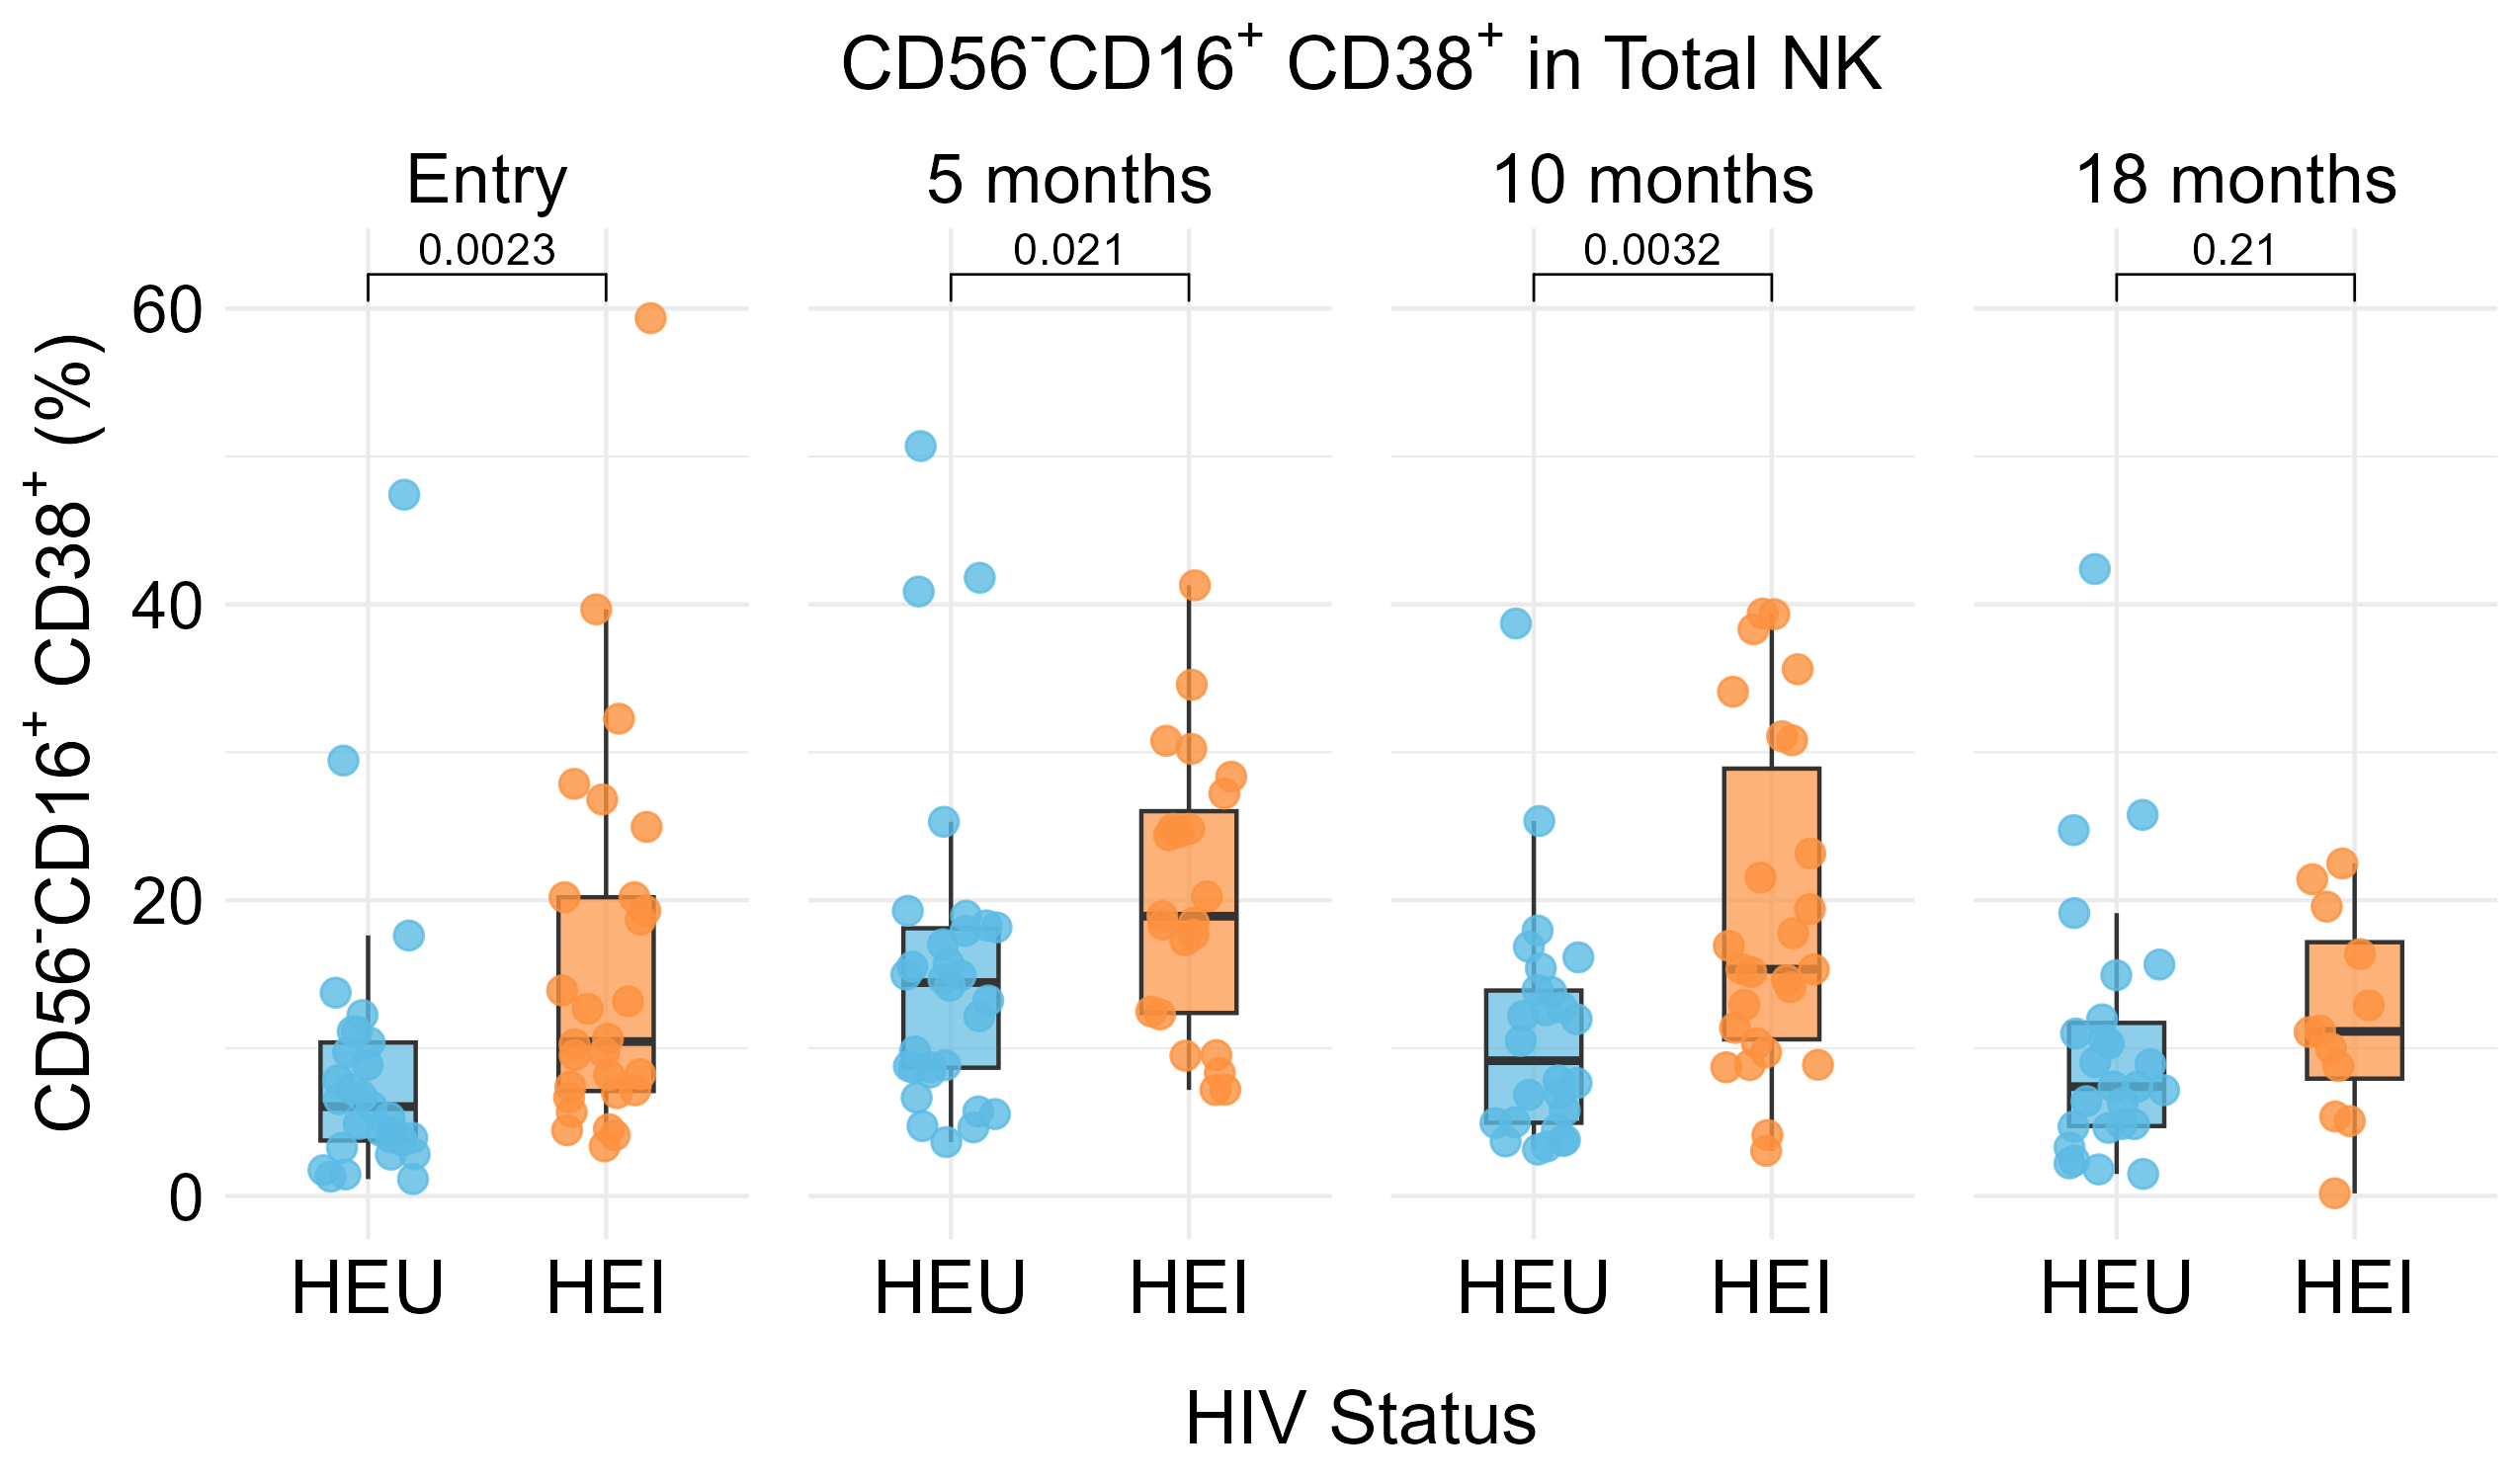 CD56⁻CD16⁺ CD38⁺ in Total NK
Entry
5 months
10 months
18 months
0.0023
0.021
0.0032
0.21
CD56⁻CD16⁺ CD38⁺ (%)
60
40
20
0
HEU
HEI
HEU
HEI
HEU
HEI
HEU
HEI
HIV Status